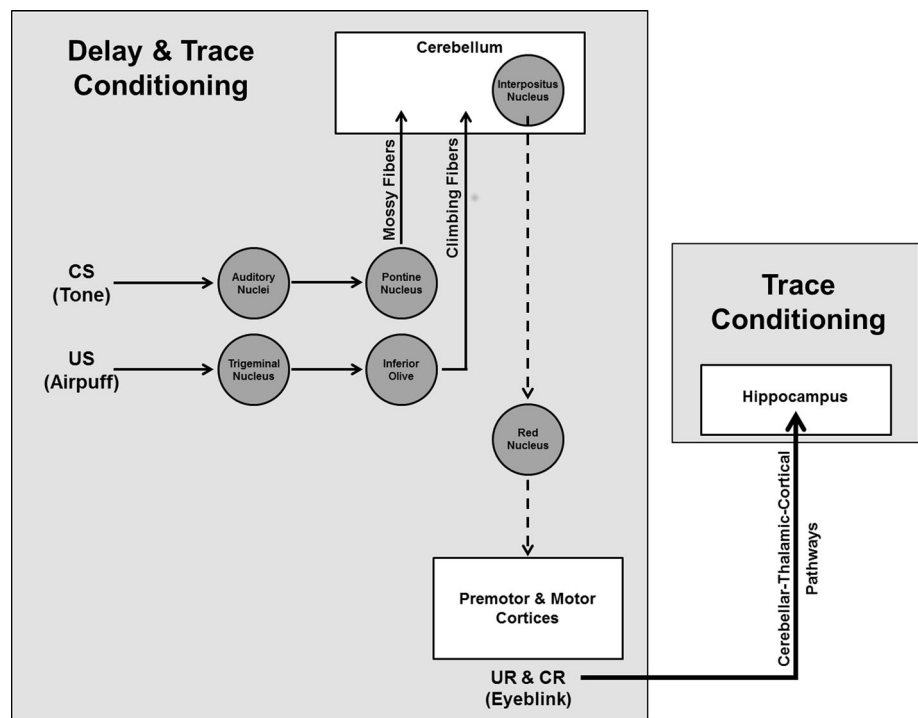 Delay & Trace
Conditioning
Cerebellum
Interpositus
Nucleus
Mossy Fibers
Climbing Fibers
CS
(Tone)
Auditory
Nuclei
Pontine
Nucleus
US
(Airpuff)
Trigeminal
Nucleus
Inferior
Olive
Red
Nucleus
Premotor & Motor
Cortices
UR & CR
(Eyeblink)
Trace
Conditioning
Hippocampus
Cerebellar-Thalamic-Cortical
Pathways